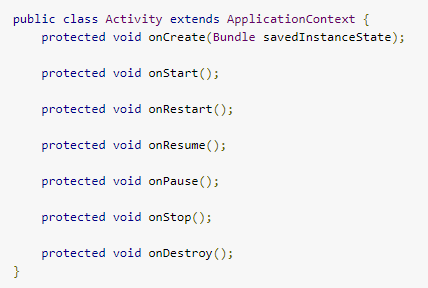 public class Activity extends ApplicationContext {
    protected void onCreate(Bundle savedInstanceState);

    protected void onStart();

    protected void onRestart();

    protected void onResume();

    protected void onPause();

    protected void onStop();

    protected void onDestroy();
}